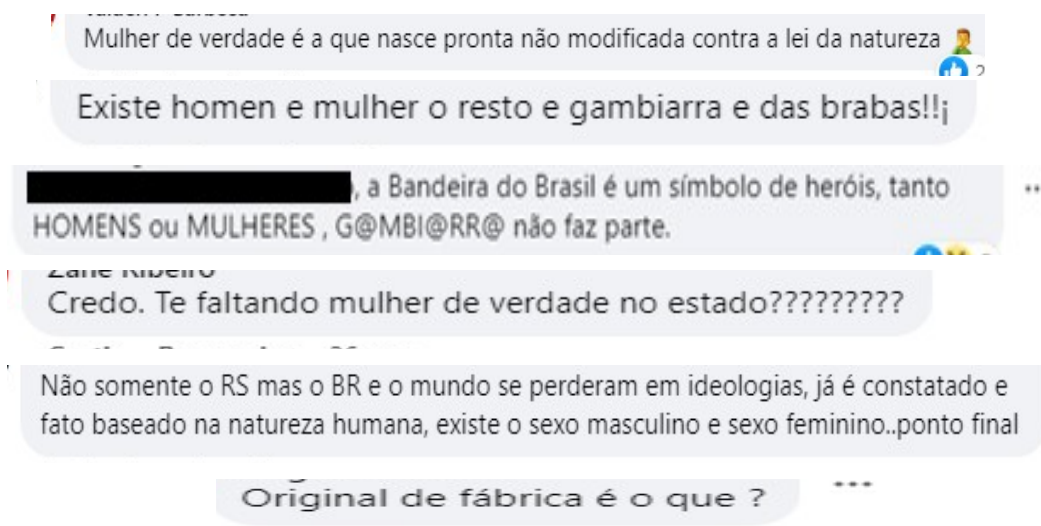 Mulher de verdade é a que nasce pronta não modificada contra a lei da natureza 🤦‍♂️
2
Existe homen e mulher o resto e gambiarra e das brabas!!¡
, a Bandeira do Brasil é um símbolo de heróis, tanto
HOMENS ou MULHERES , G@MBI@RR@ não faz parte.
Zane Ribeiro
Credo. Te faltando mulher de verdade no estado?????????
Não somente o RS mas o BR e o mundo se perderam em ideologias, já é constatado e
fato baseado na natureza humana, existe o sexo masculino e sexo feminino..ponto final
Original de fábrica é o que ?